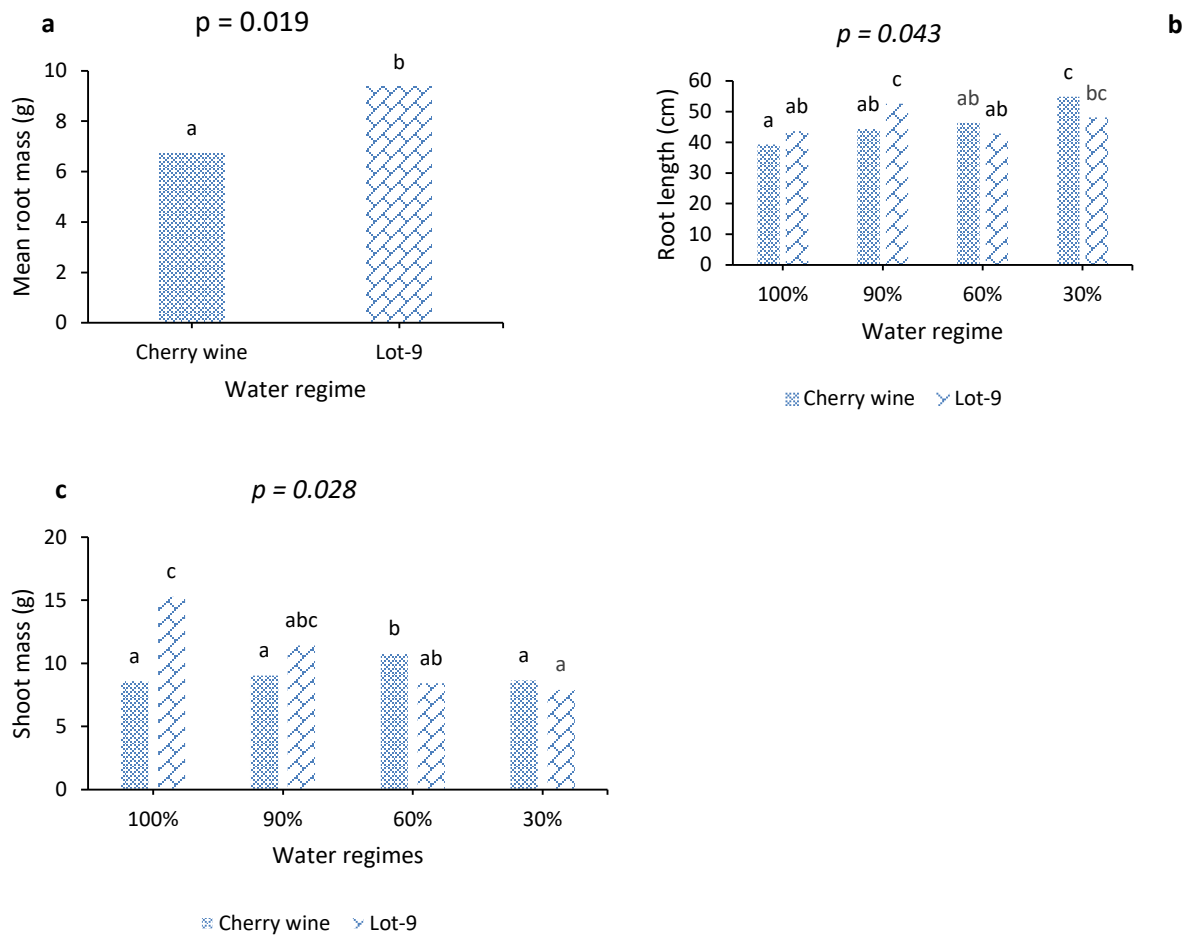 a
p = 0.019
Mean root mass (g)
10
8
6
4
2
0
a
b
Cherry wine
Lot-9
Water regime
b
p = 0.043
Root length (cm)
60
50
40
30
20
10
0
a
ab
ab
c
ab
ab
c
bc
100%
90%
60%
30%
Water regime
Cherry wine
Lot-9
c
p = 0.028
Shoot mass (g)
20
15
10
5
0
a
c
a
abc
b
ab
a
a
100%
90%
60%
30%
Water regimes
Cherry wine
Lot-9